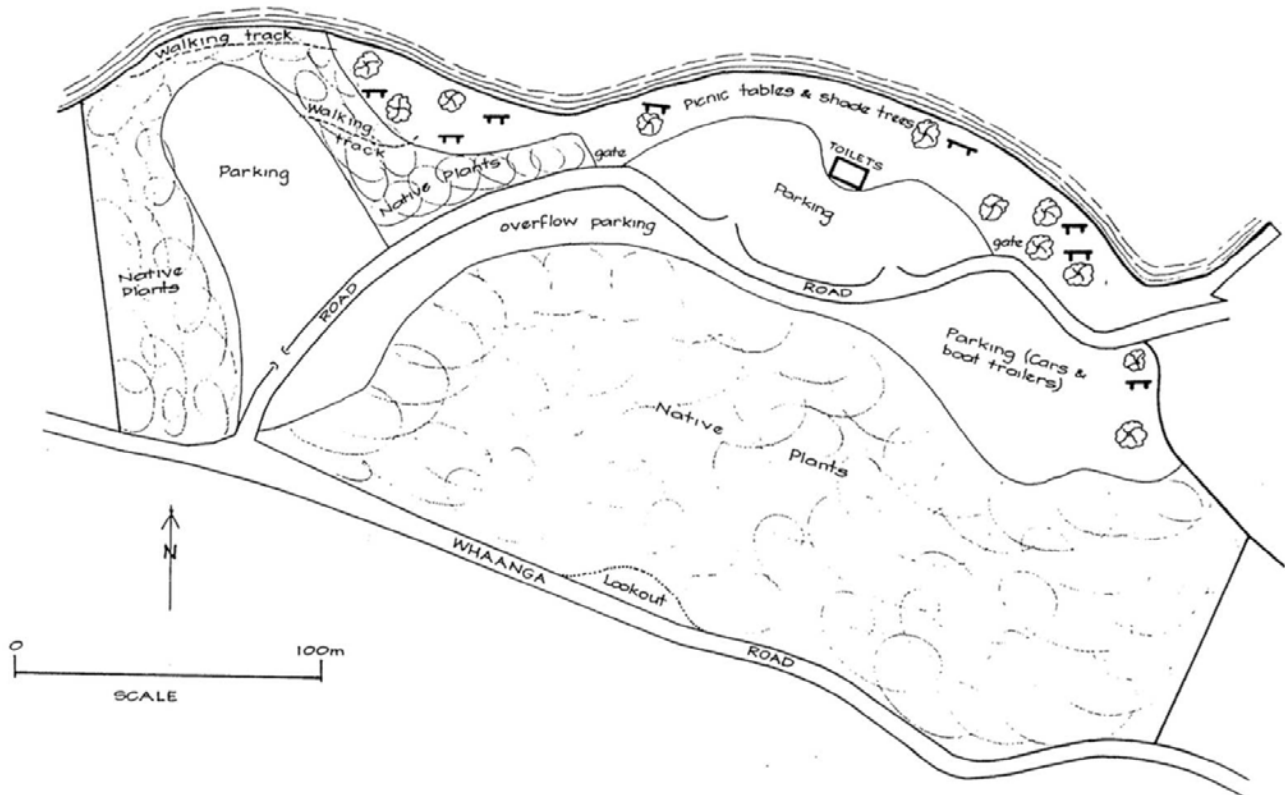 Walking track
Picnic tables & shade trees
Walking
track
TOILETS
gate
Parking
Native Plants
Parking
overflow parking
gate
Native
Plants
ROAD
ROAD
Parking (Cars &
boat trailers)
Native
Plants
N
WHAANGA
Lookout
ROAD
0
100m
SCALE